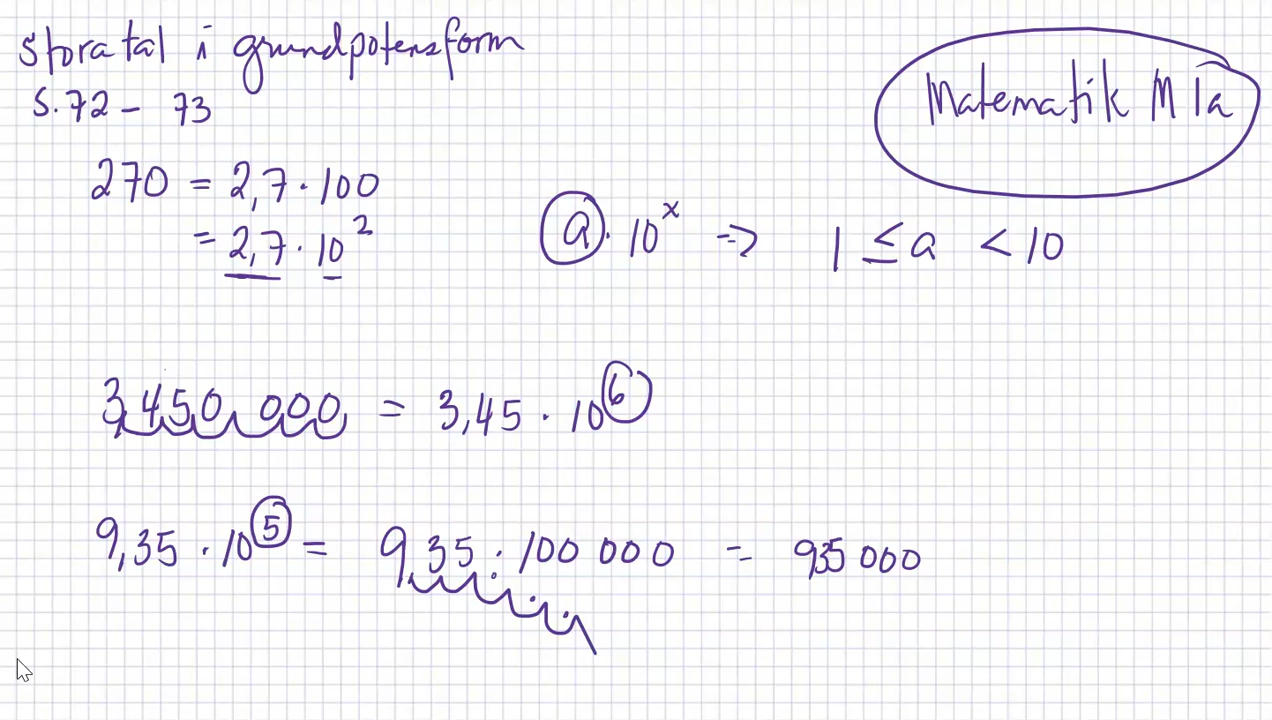 Stora tal i grundpotensform
s. 72 - 73
Matematik M 1a
270 = 2,7 · 100
= 2,7 · 10²
a · 10ˣ => 1 ≤ a < 10
3,450 000 = 3,45 · 10⁶
9,35 · 10⁵ = 9,35 · 100 000 = 935 000